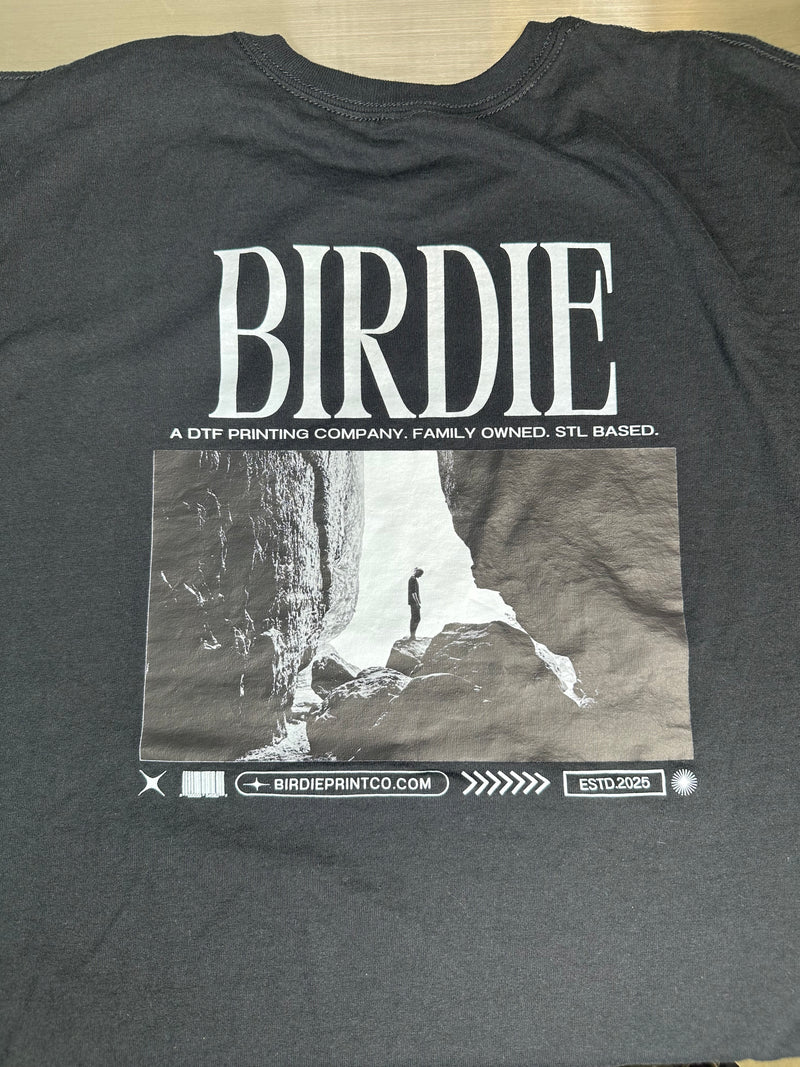 BIRDIE
A DTF PRINTING COMPANY. FAMILY OWNED. STL BASED.
BIRDIEPRINTCO.COM
ESTD.2025